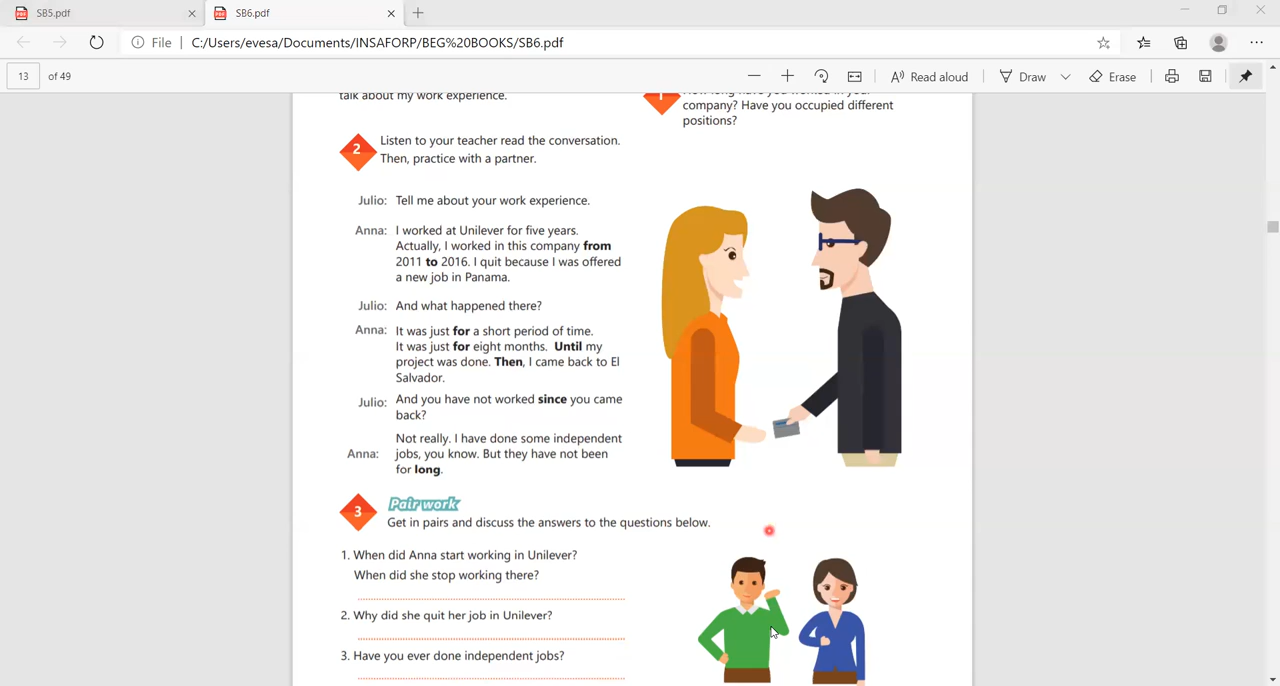 SB5.pdf
SB6.pdf
File
C:/Users/evesa/Documents/INSAFORP/BEG%20BOOKS/SB6.pdf
13
of 49
Read aloud
Draw
Erase
talk about my work experience.
1
How long have you worked in your
company? Have you occupied different
positions?
2
Listen to your teacher read the conversation.
Then, practice with a partner.
Julio: Tell me about your work experience.
Anna: I worked at Unilever for five years.
Actually, I worked in this company from
2011 to 2016. I quit because I was offered
a new job in Panama.
Julio: And what happened there?
Anna: It was just for a short period of time.
It was just for eight months. Until my
project was done. Then, I came back to El
Salvador.
Julio: And you have not worked since you came
back?
Not really. I have done some independent
Anna: jobs, you know. But they have not been
for long.
3
Pair work
Get in pairs and discuss the answers to the questions below.
1. When did Anna start working in Unilever?
When did she stop working there?
2. Why did she quit her job in Unilever?
3. Have you ever done independent jobs?